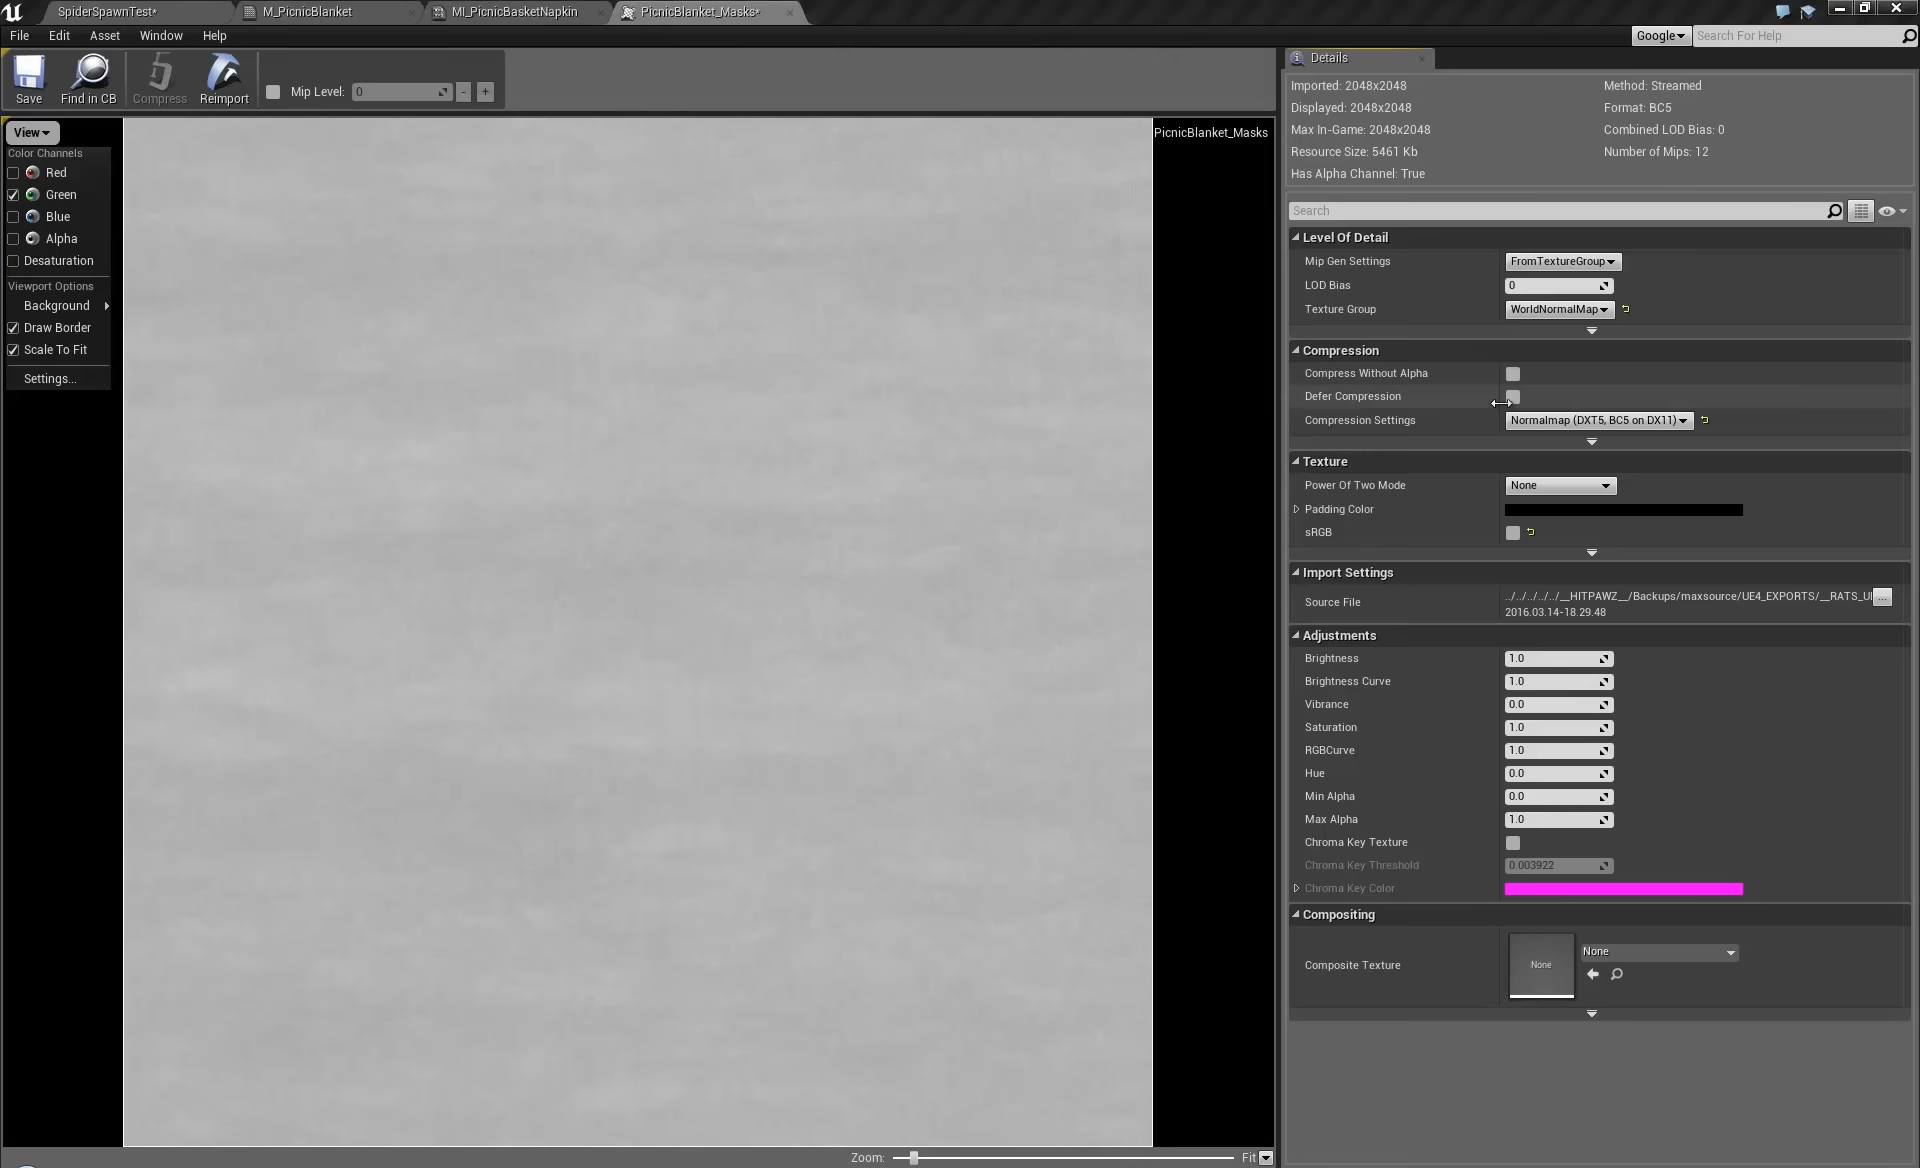 SpiderSpawnTest*
M_PicnicBlanket
MI_PicnicBasketNapkin
PicnicBlanket_Masks*
File Edit Asset Window Help
Google
Search For Help
Save
Find in CB
Compress
Reimport
Mip Level: 0 - +
View
PicnicBlanket_Masks
Color Channels
Red
Green
Blue
Alpha
Desaturation
Viewport Options
Background
Draw Border
Scale To Fit
Settings...
Zoom:
Fit
Details
Imported: 2048x2048
Method: Streamed
Displayed: 2048x2048
Format: BC5
Max In-Game: 2048x2048
Combined LOD Bias: 0
Resource Size: 5461 Kb
Number of Mips: 12
Has Alpha Channel: True
Search
Level Of Detail
Mip Gen Settings FromTextureGroup
LOD Bias 0
Texture Group WorldNormalMap
Compression
Compress Without Alpha
Defer Compression
Compression Settings Normalmap (DXT5, BC5 on DX11)
Texture
Power Of Two Mode None
Padding Color
sRGB
Import Settings
Source File ../../../../../__HITPAWZ__/Backups/maxsource/UE4_EXPORTS/__RATS_U ...
2016.03.14-18.29.48
Adjustments
Brightness 1.0
Brightness Curve 1.0
Vibrance 0.0
Saturation 1.0
RGBCurve 1.0
Hue 0.0
Min Alpha 0.0
Max Alpha 1.0
Chroma Key Texture
Chroma Key Threshold 0.003922
Chroma Key Color
Compositing
Composite Texture None None